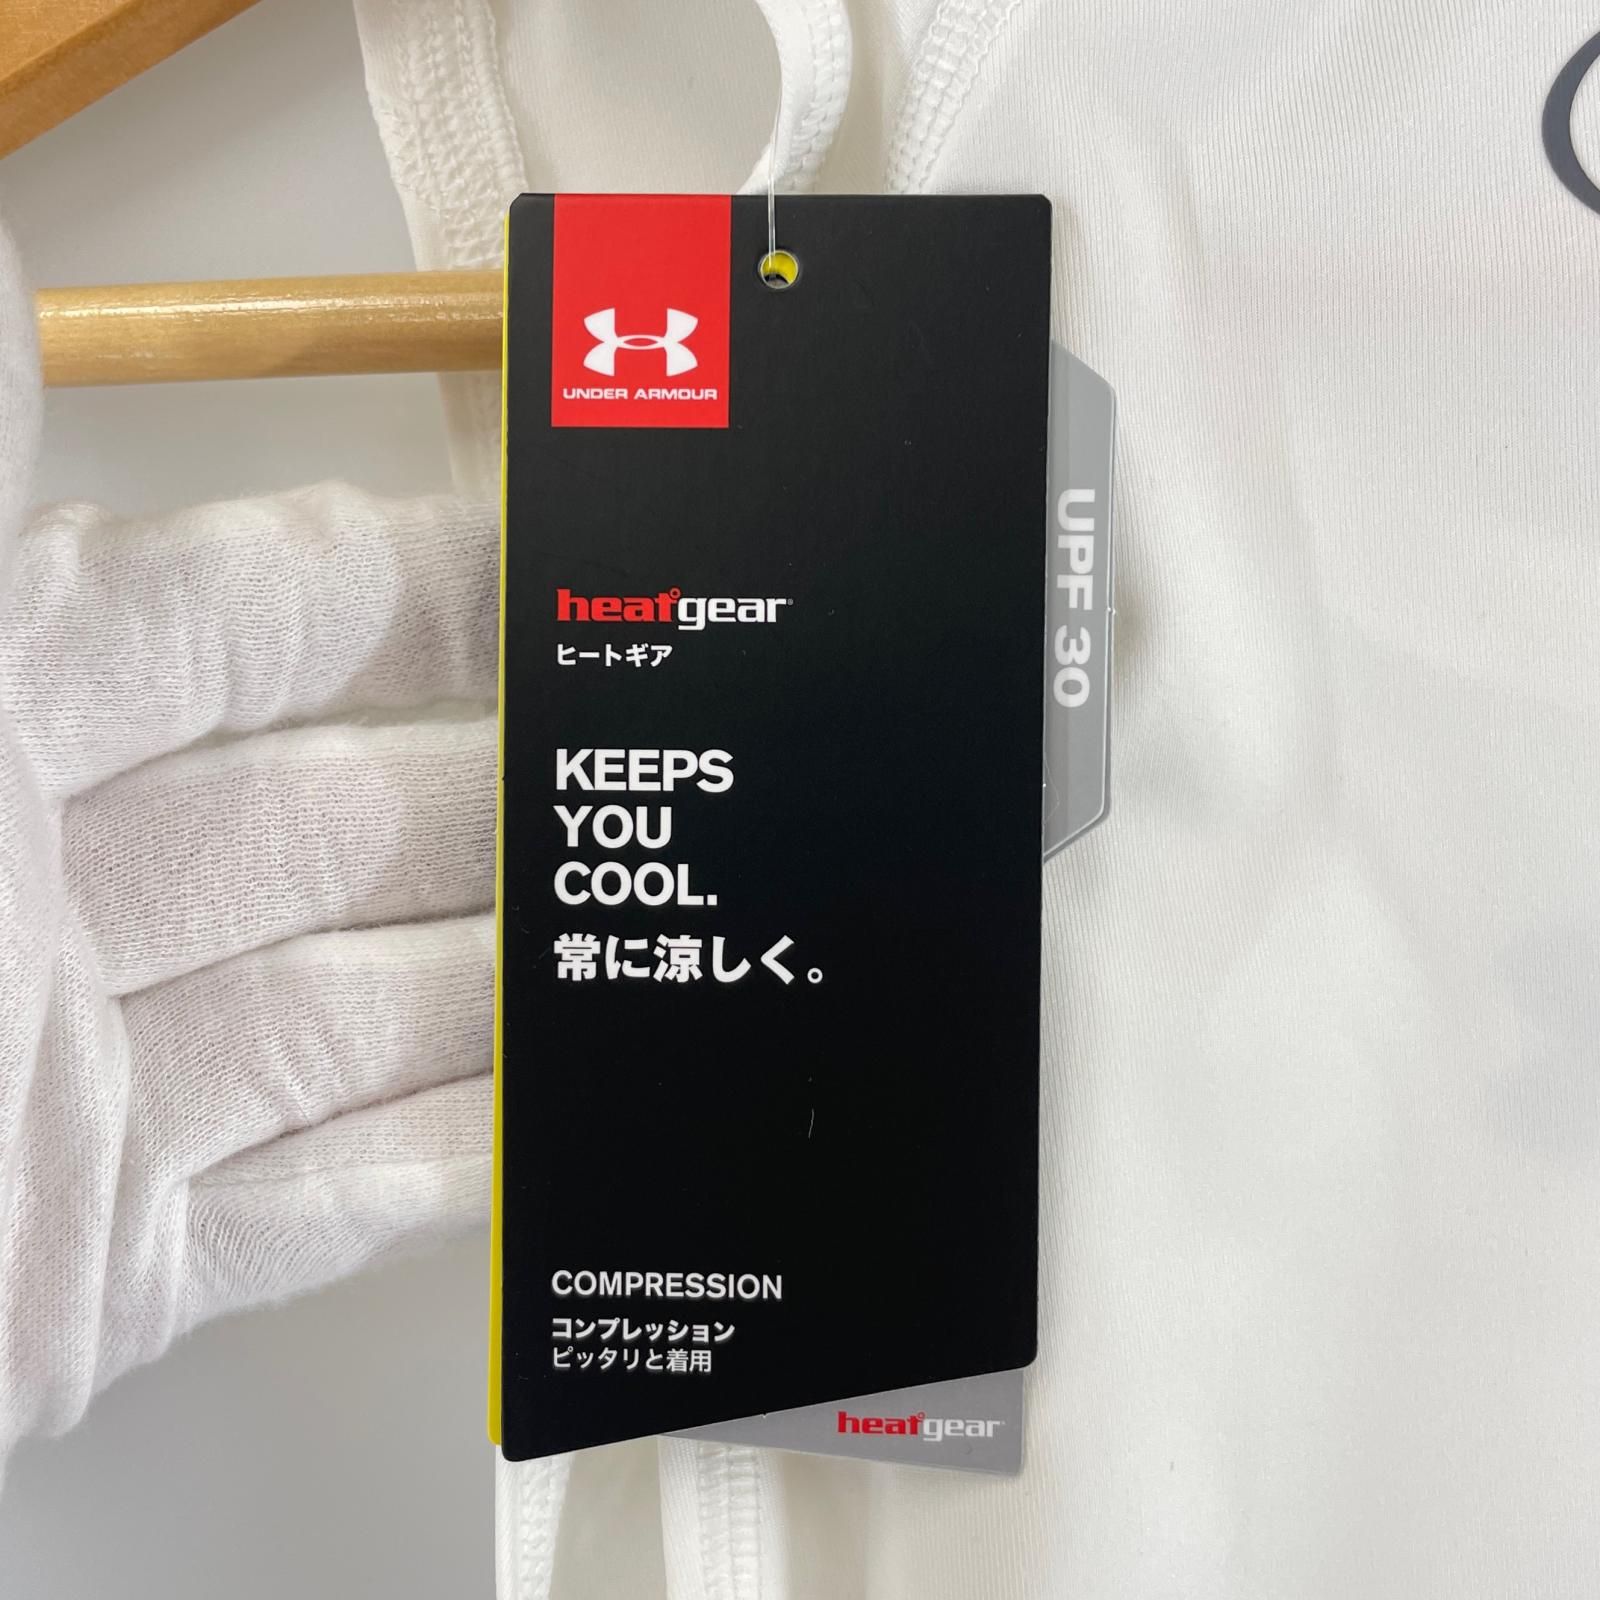 UNDER ARMOUR
heatgear®
ヒートギア
KEEPS
YOU
COOL.
常に涼しく。
COMPRESSION
コンプレッション
ピッタリと着用
UPF 30
heatgear